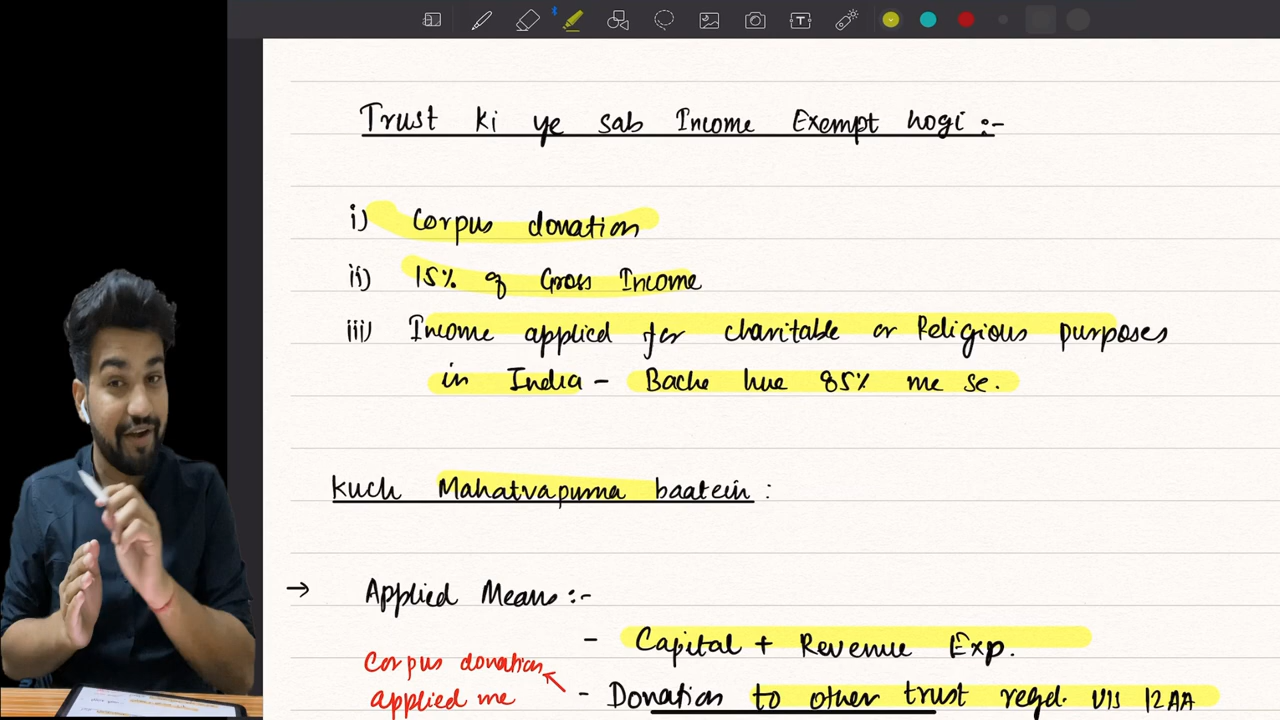 Trust ki ye sab Income Exempt hogi :-
i) Corpus donation
ii) 15% of Gross Income
iii) Income applied for charitable or Religious purposes
in India - Bache hue 85% me se.
kuch Mahatvapurna baatein :
→ Applied Means :-
- Capital + Revenue Exp.
- Donation to other trust regd. U/s 12AA
Corpus donation
applied me